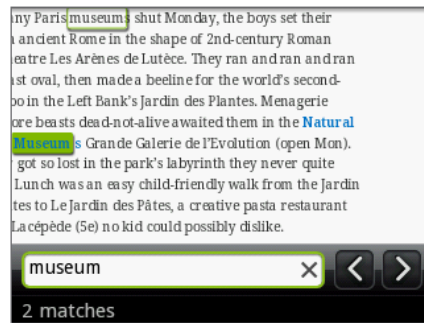 ny Paris museums shut Monday, the boys set their
ancient Rome in the shape of 2nd-century Roman
eatre Les Arènes de Lutèce. They ran and ran and ran
st oval, then made a beeline for the world's second-
oo in the Left Bank's Jardin des Plantes. Menagerie
ore beasts dead-not-alive awaited them in the Natural
Museum's Grande Galerie de l'Evolution (open Mon).
got so lost in the park's labyrinth they never quite
Lunch was an easy child-friendly walk from the Jardin
tes to Le Jardin des Pâtes, a creative pasta restaurant
Lacépède (5e) no kid could possibly dislike.
museum
2 matches